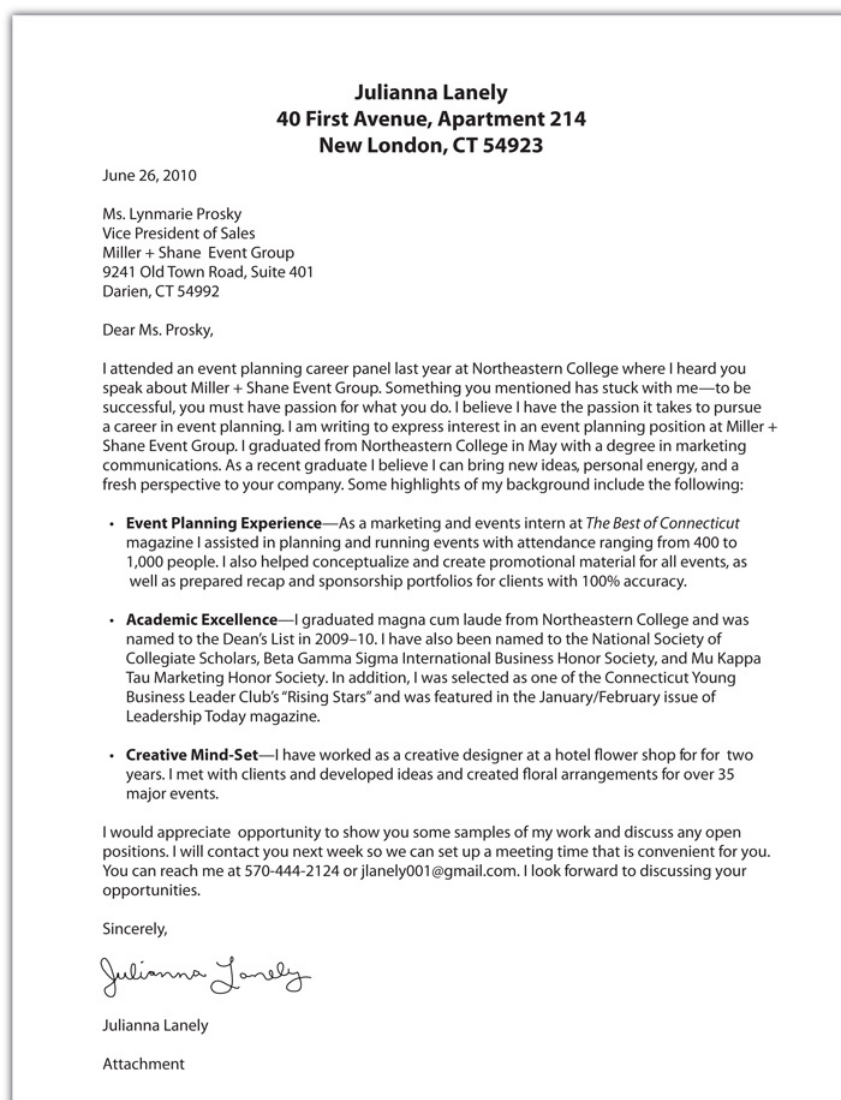 Julianna Lanely
40 First Avenue, Apartment 214
New London, CT 54923
June 26, 2010
Ms. Lynmarie Prosky
Vice President of Sales
Miller + Shane  Event Group
9241 Old Town Road, Suite 401
Darien, CT 54992
Dear Ms. Prosky,
I attended an event planning career panel last year at Northeastern College where I heard you
speak about Miller + Shane Event Group. Something you mentioned has stuck with me—to be
successful, you must have passion for what you do. I believe I have the passion it takes to pursue
a career in event planning. I am writing to express interest in an event planning position at Miller +
Shane Event Group. I graduated from Northeastern College in May with a degree in marketing
communications. As a recent graduate I believe I can bring new ideas, personal energy, and a
fresh perspective to your company. Some highlights of my background include the following:
• Event Planning Experience—As a marketing and events intern at The Best of Connecticut
magazine I assisted in planning and running events with attendance ranging from 400 to
1,000 people. I also helped conceptualize and create promotional material for all events, as
well as prepared recap and sponsorship portfolios for clients with 100% accuracy.
• Academic Excellence—I graduated magna cum laude from Northeastern College and was
named to the Dean's List in 2009–10. I have also been named to the National Society of
Collegiate Scholars, Beta Gamma Sigma International Business Honor Society, and Mu Kappa
Tau Marketing Honor Society. In addition, I was selected as one of the Connecticut Young
Business Leader Club's "Rising Stars" and was featured in the January/February issue of
Leadership Today magazine.
• Creative Mind-Set—I have worked as a creative designer at a hotel flower shop for for  two
years. I met with clients and developed ideas and created floral arrangements for over 35
major events.
I would appreciate  opportunity to show you some samples of my work and discuss any open
positions. I will contact you next week so we can set up a meeting time that is convenient for you.
You can reach me at 570-444-2124 or jlanely001@gmail.com. I look forward to discussing your
opportunities.
Sincerely,
Julianna Lanely
Julianna Lanely
Attachment